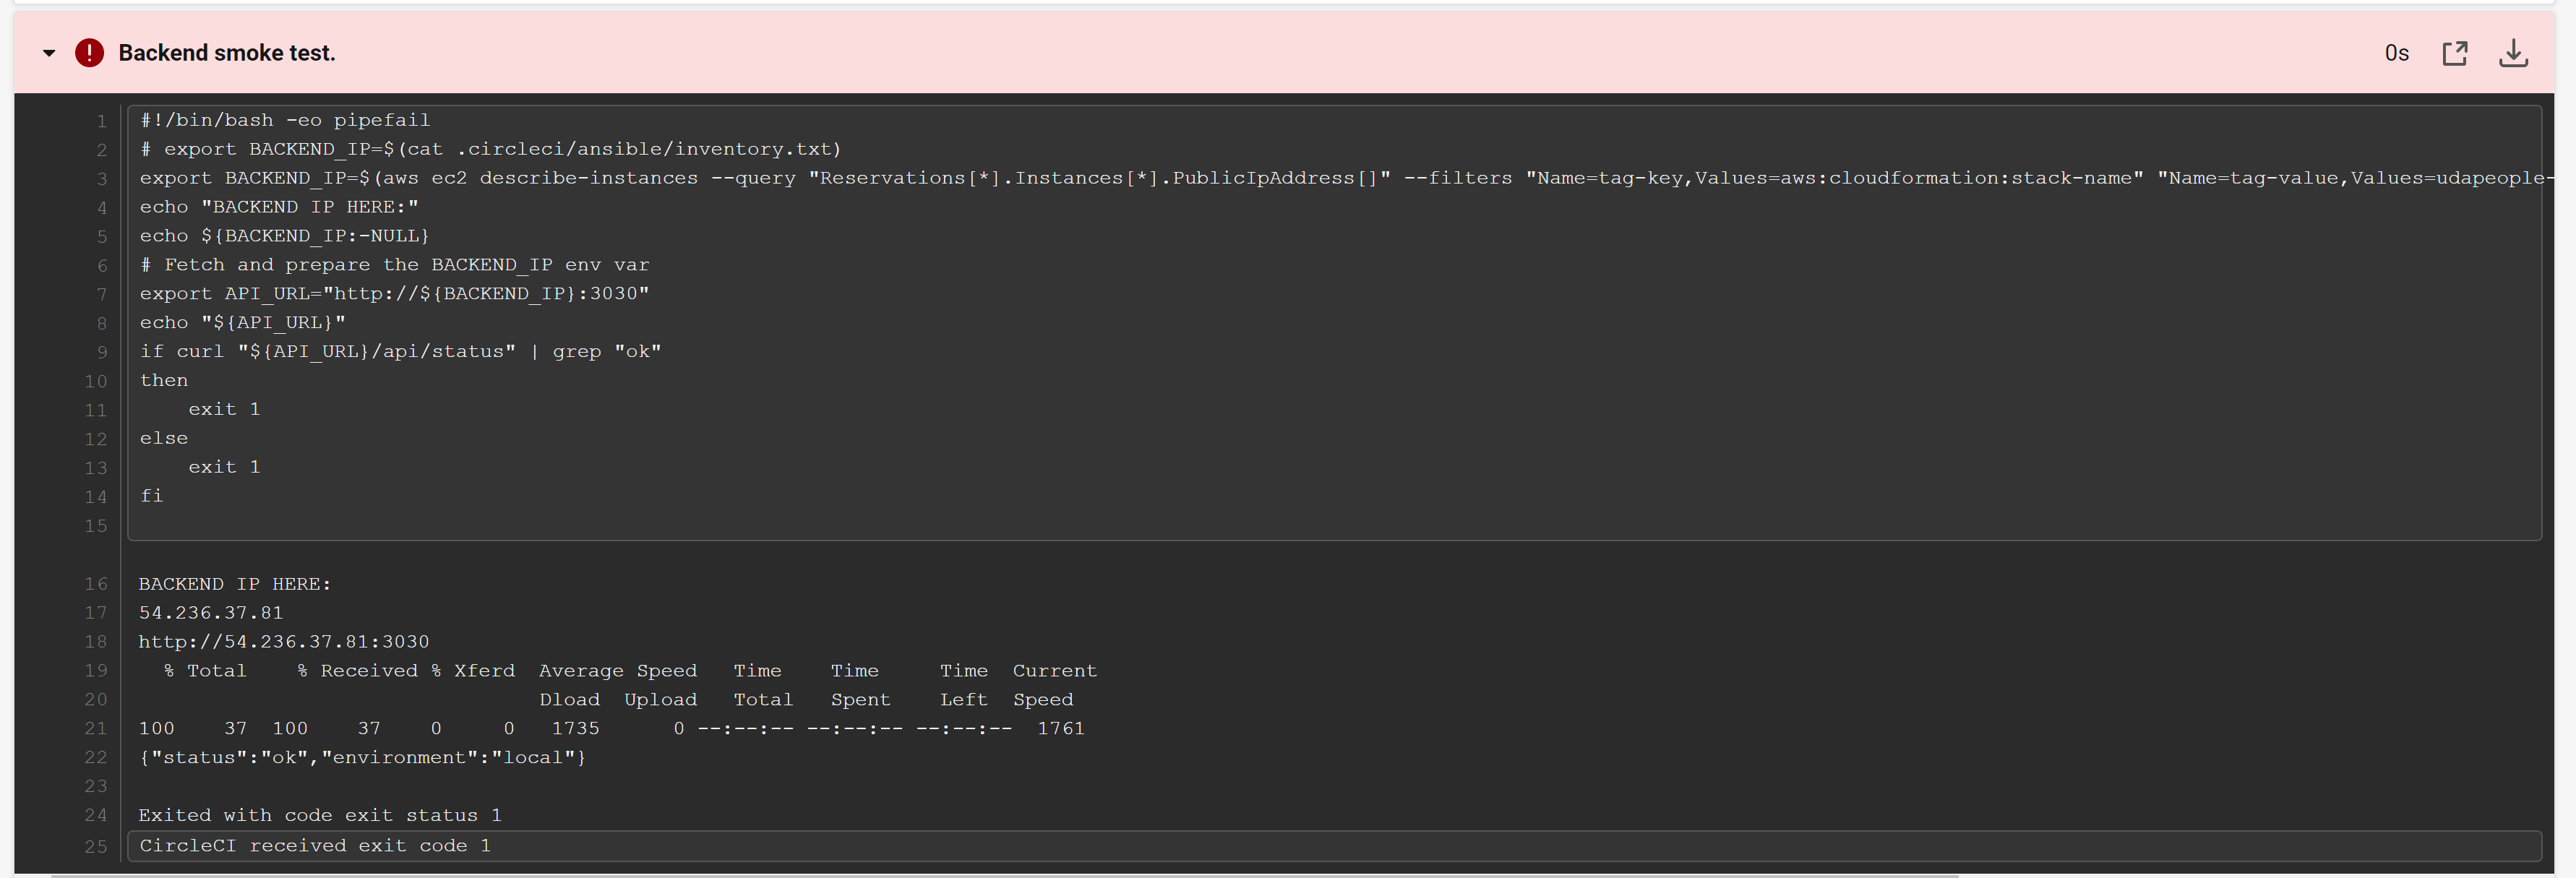 Backend smoke test.
0s
1 #!/bin/bash -eo pipefail
2 # export BACKEND_IP=$(cat .circleci/ansible/inventory.txt)
3 export BACKEND_IP=$(aws ec2 describe-instances --query "Reservations[*].Instances[*].PublicIpAddress[]" --filters "Name=tag-key,Values=aws:cloudformation:stack-name" "Name=tag-value,Values=udapeople-
4 echo "BACKEND IP HERE:"
5 echo ${BACKEND_IP:-NULL}
6 # Fetch and prepare the BACKEND_IP env var
7 export API_URL="http://${BACKEND_IP}:3030"
8 echo "${API_URL}"
9 if curl "${API_URL}/api/status" | grep "ok"
10 then
11     exit 1
12 else
13     exit 1
14 fi
15
16 BACKEND IP HERE:
17 54.236.37.81
18 http://54.236.37.81:3030
19   % Total    % Received % Xferd  Average Speed   Time    Time     Time  Current
20                                  Dload  Upload   Total   Spent    Left  Speed
21 100    37  100    37    0     0   1735      0 --:--:-- --:--:-- --:--:--  1761
22 {"status":"ok","environment":"local"}
23
24 Exited with code exit status 1
25 CircleCI received exit code 1